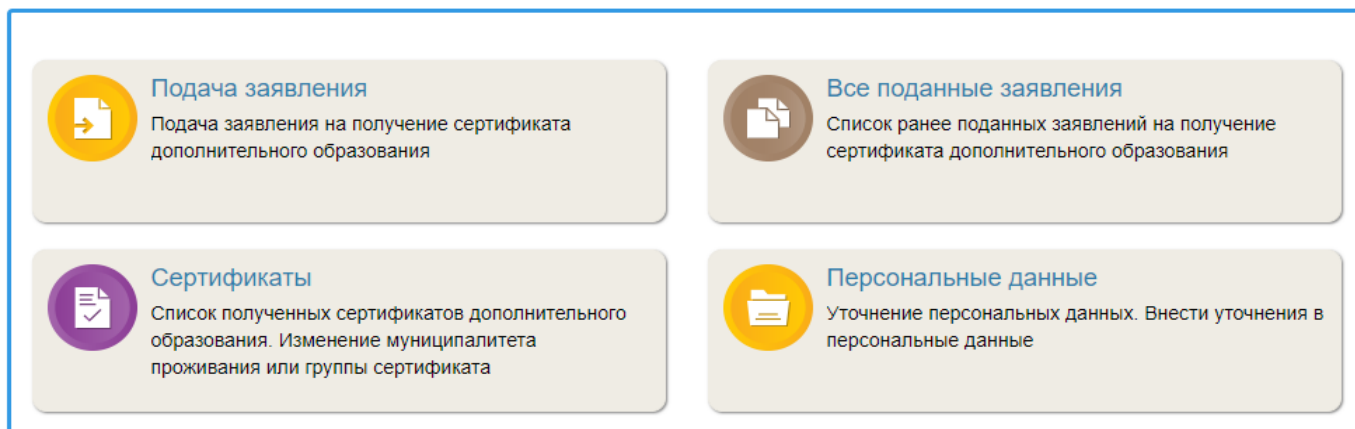 Подача заявления
Подача заявления на получение сертификата
дополнительного образования
Все поданные заявления
Список ранее поданных заявлений на получение
сертификата дополнительного образования
Сертификаты
Список полученных сертификатов дополнительного
образования. Изменение муниципалитета
проживания или группы сертификата
Персональные данные
Уточнение персональных данных. Внести уточнения в
персональные данные